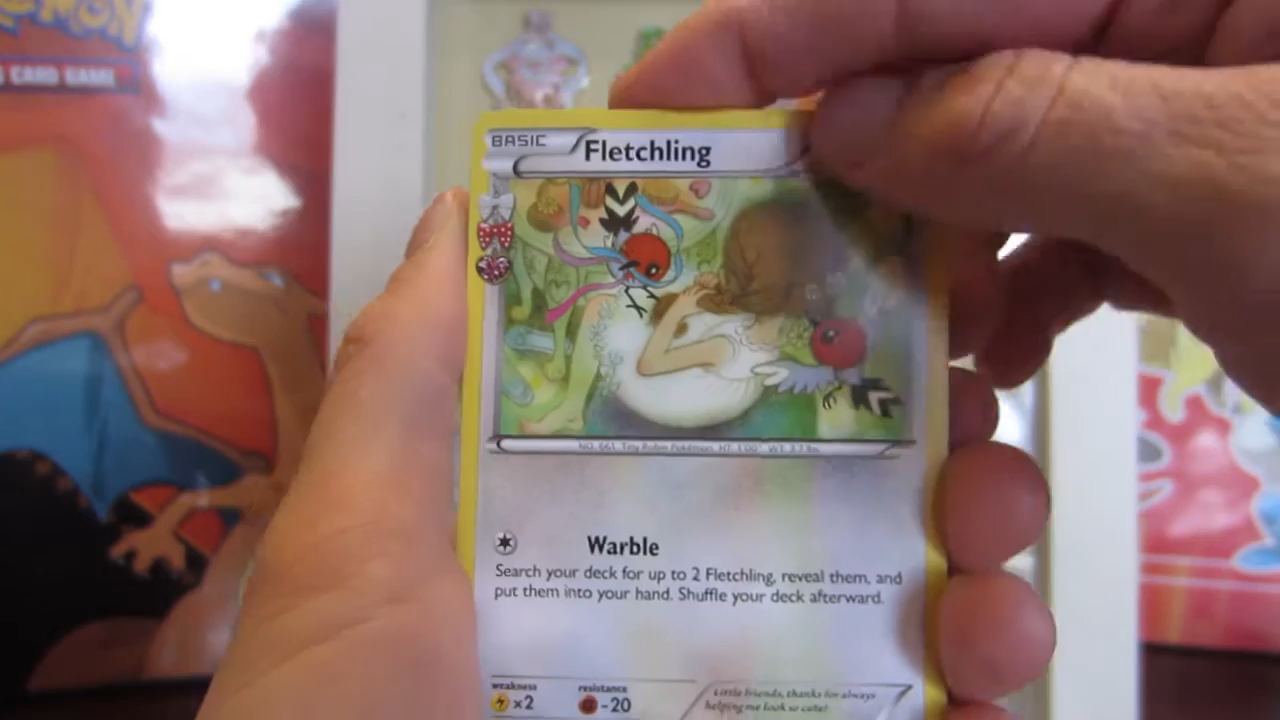 CARD GAME
BASIC
Fletchling
NO. 661 Tiny Robin Pokémon HT: 1'00" WT: 3.7 lbs.
Warble
Search your deck for up to 2 Fletchling, reveal them, and
put them into your hand. Shuffle your deck afterward.
weakness
×2
resistance
-20
Little friends, thanks for always
helping me look so cute!